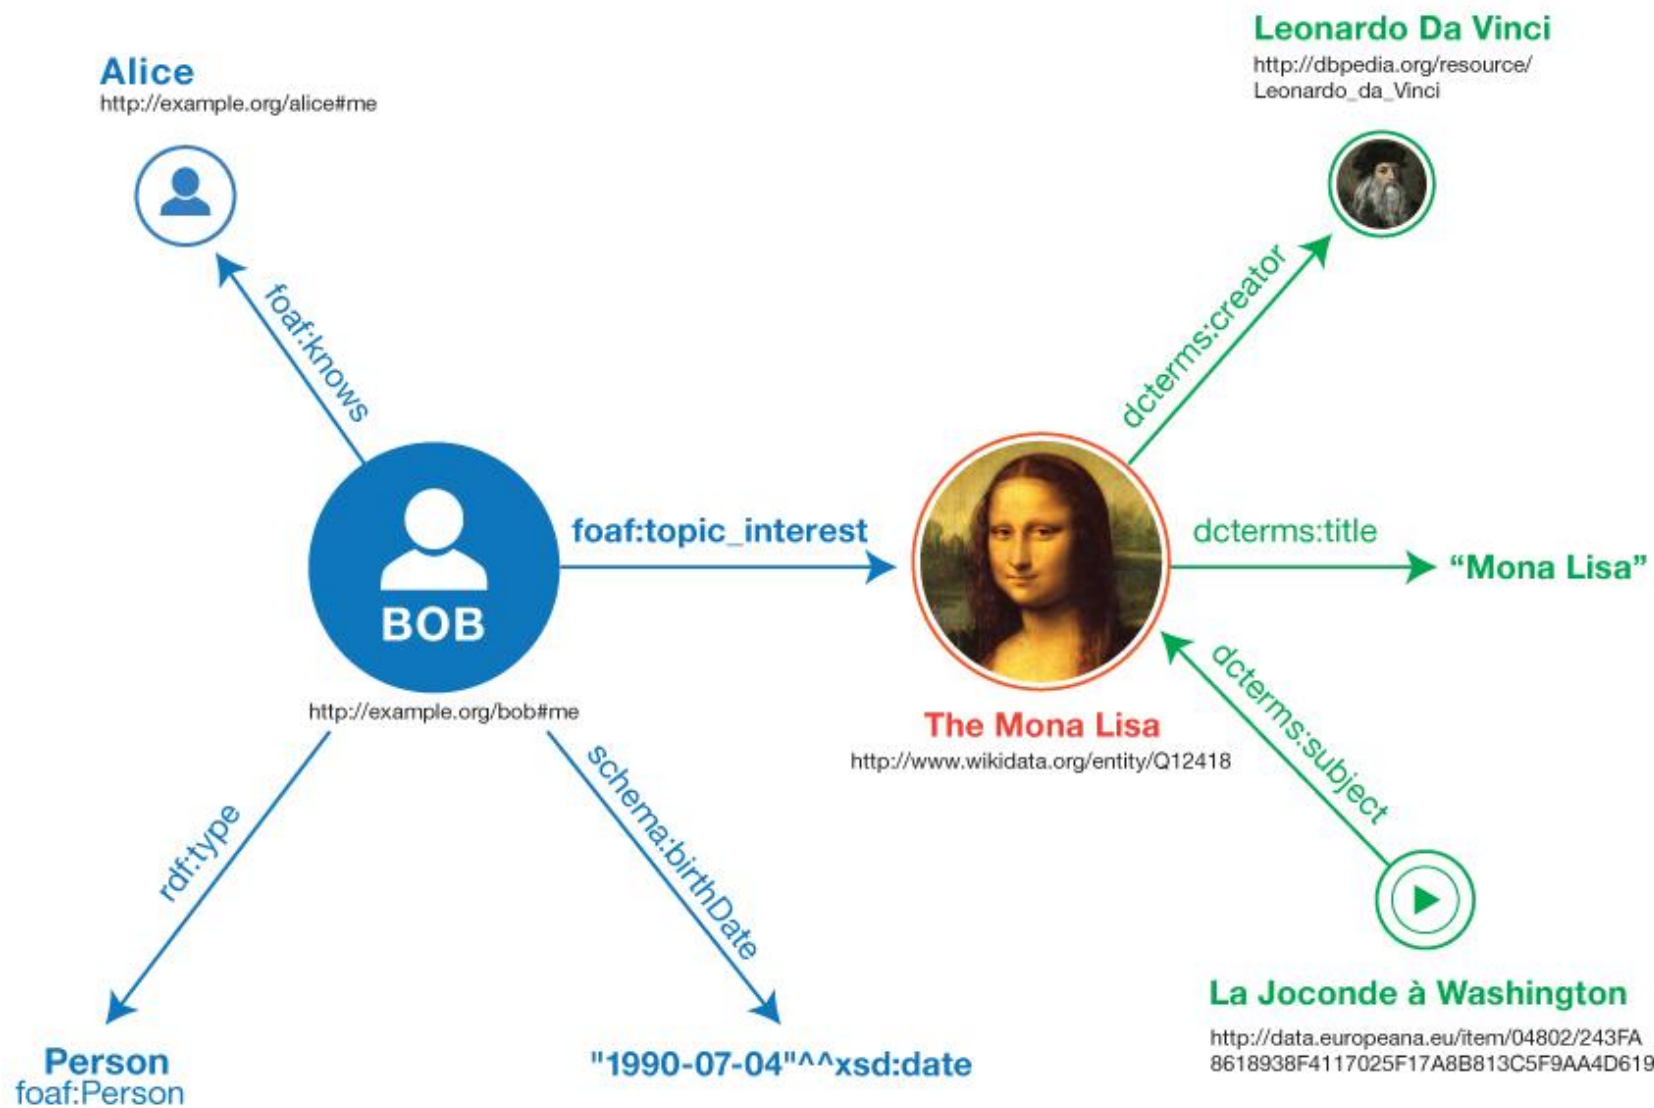 Leonardo Da Vinci
http://dbpedia.org/resource/
Leonardo_da_Vinci
Alice
http://example.org/alice#me
foaf:knows
dcterms:creator
BOB
foaf:topic_interest
dcterms:title
“Mona Lisa”
http://example.org/bob#me
The Mona Lisa
http://www.wikidata.org/entity/Q12418
dcterms:subject
rdf:type
schema:birthDate
Person
foaf:Person
"1990-07-04"^^xsd:date
La Joconde à Washington
http://data.europeana.eu/item/04802/243FA
8618938F4117025F17A8B813C5F9AA4D619